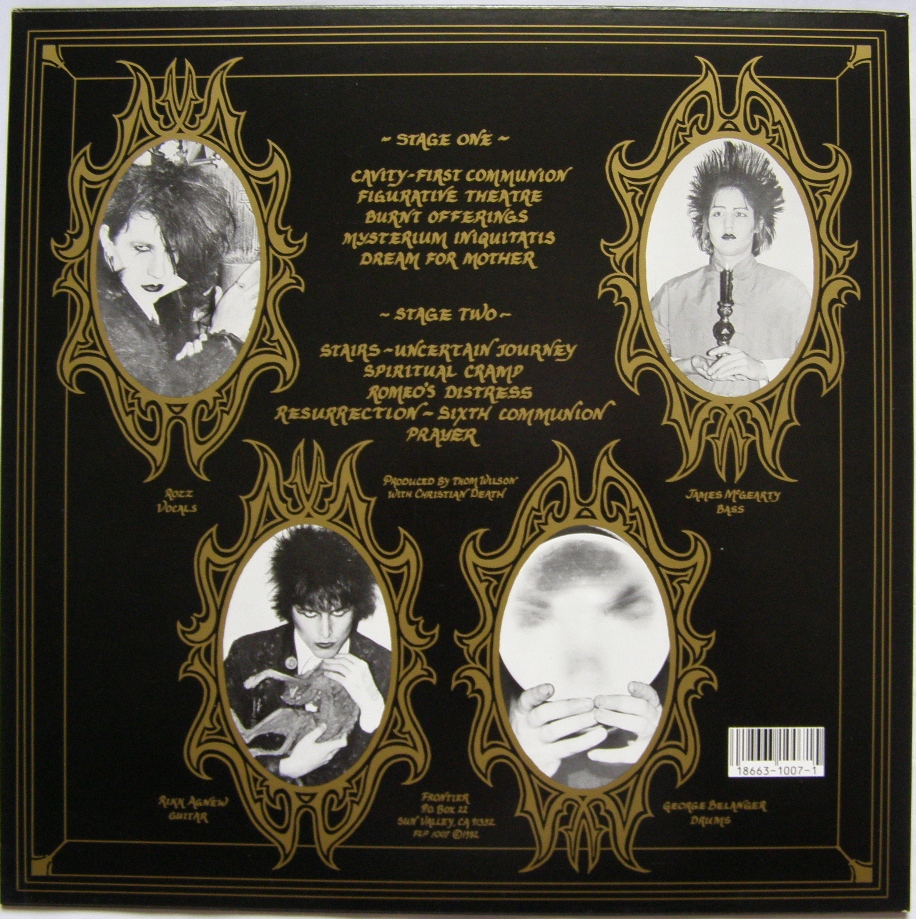 ~ STAGE ONE ~
CAVITY-FIRST COMMUNION
FIGURATIVE THEATRE
BURNT OFFERINGS
MYSTERIUM INIQUITATIS
DREAM FOR MOTHER
~ STAGE TWO ~
STAIRS~UNCERTAIN JOURNEY
SPIRITUAL CRAMP
ROMEO'S DISTRESS
RESURRECTION~SIXTH COMMUNION
PRAYER
PRODUCED BY THOM WILSON
WITH CHRISTIAN DEATH
ROZZ
VOCALS
JAMES McGEARTY
BASS
RIKK AGNEW
GUITAR
FRONTIER
PO. BOX 22
SUN VALLEY, CA 91352
FLP 1007 ©1982
GEORGE BELANGER
DRUMS
18663-1007-1